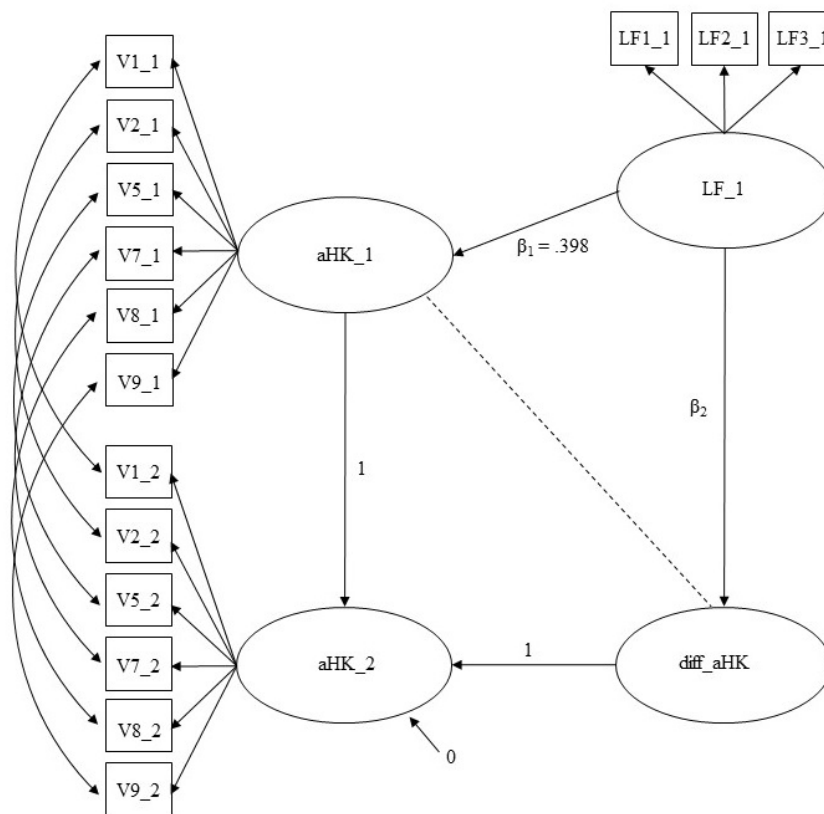 V1_1
V2_1
V5_1
V7_1
V8_1
V9_1
V1_2
V2_2
V5_2
V7_2
V8_2
V9_2
aHK_1
aHK_2
LF1_1
LF2_1
LF3_1
LF_1
β₁ = .398
β₂
1
1
diff_aHK
0